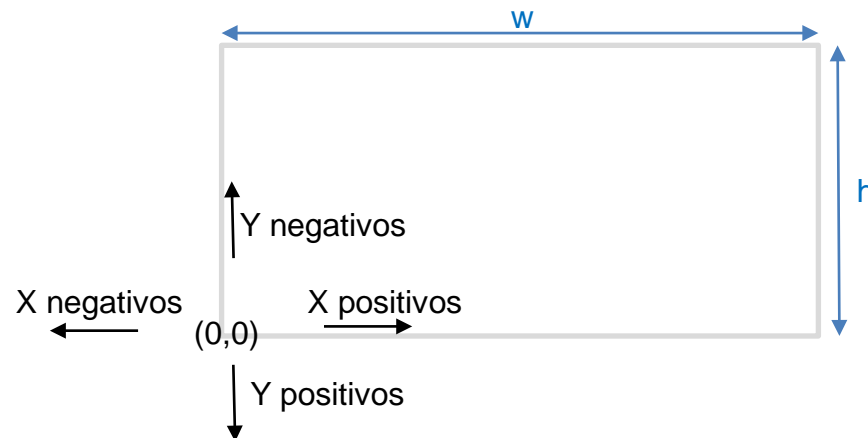 w
h
Y negativos
X negativos
X positivos
(0,0)
Y positivos